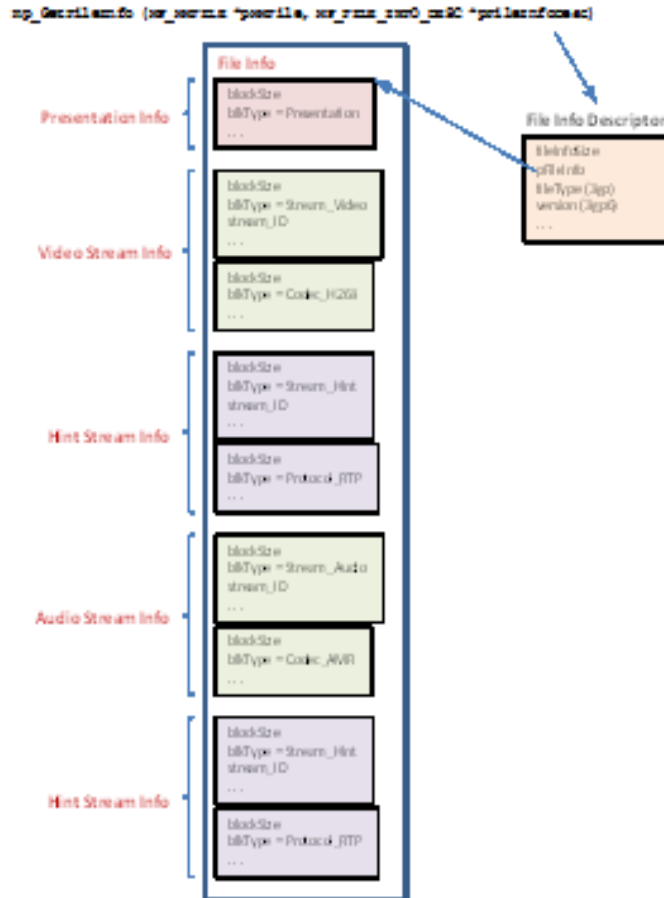 File Info
Presentation Info
blockSize
blkType = Presentation
...
File Info Descriptor
fileInfoSize
pFileInfo
fileType (3gp)
version (3gp6)
...
Video Stream Info
blockSize
blkType = Stream_Video
stream_ID
...
blockSize
blkType = Codec_H263
...
Hint Stream Info
blockSize
blkType = Stream_Hint
stream_ID
...
blockSize
blkType = Protocol_RTP
...
Audio Stream Info
blockSize
blkType = Stream_Audio
stream_ID
...
blockSize
blkType = Codec_AMR
...
Hint Stream Info
blockSize
blkType = Stream_Hint
stream_ID
...
blockSize
blkType = Protocol_RTP
...